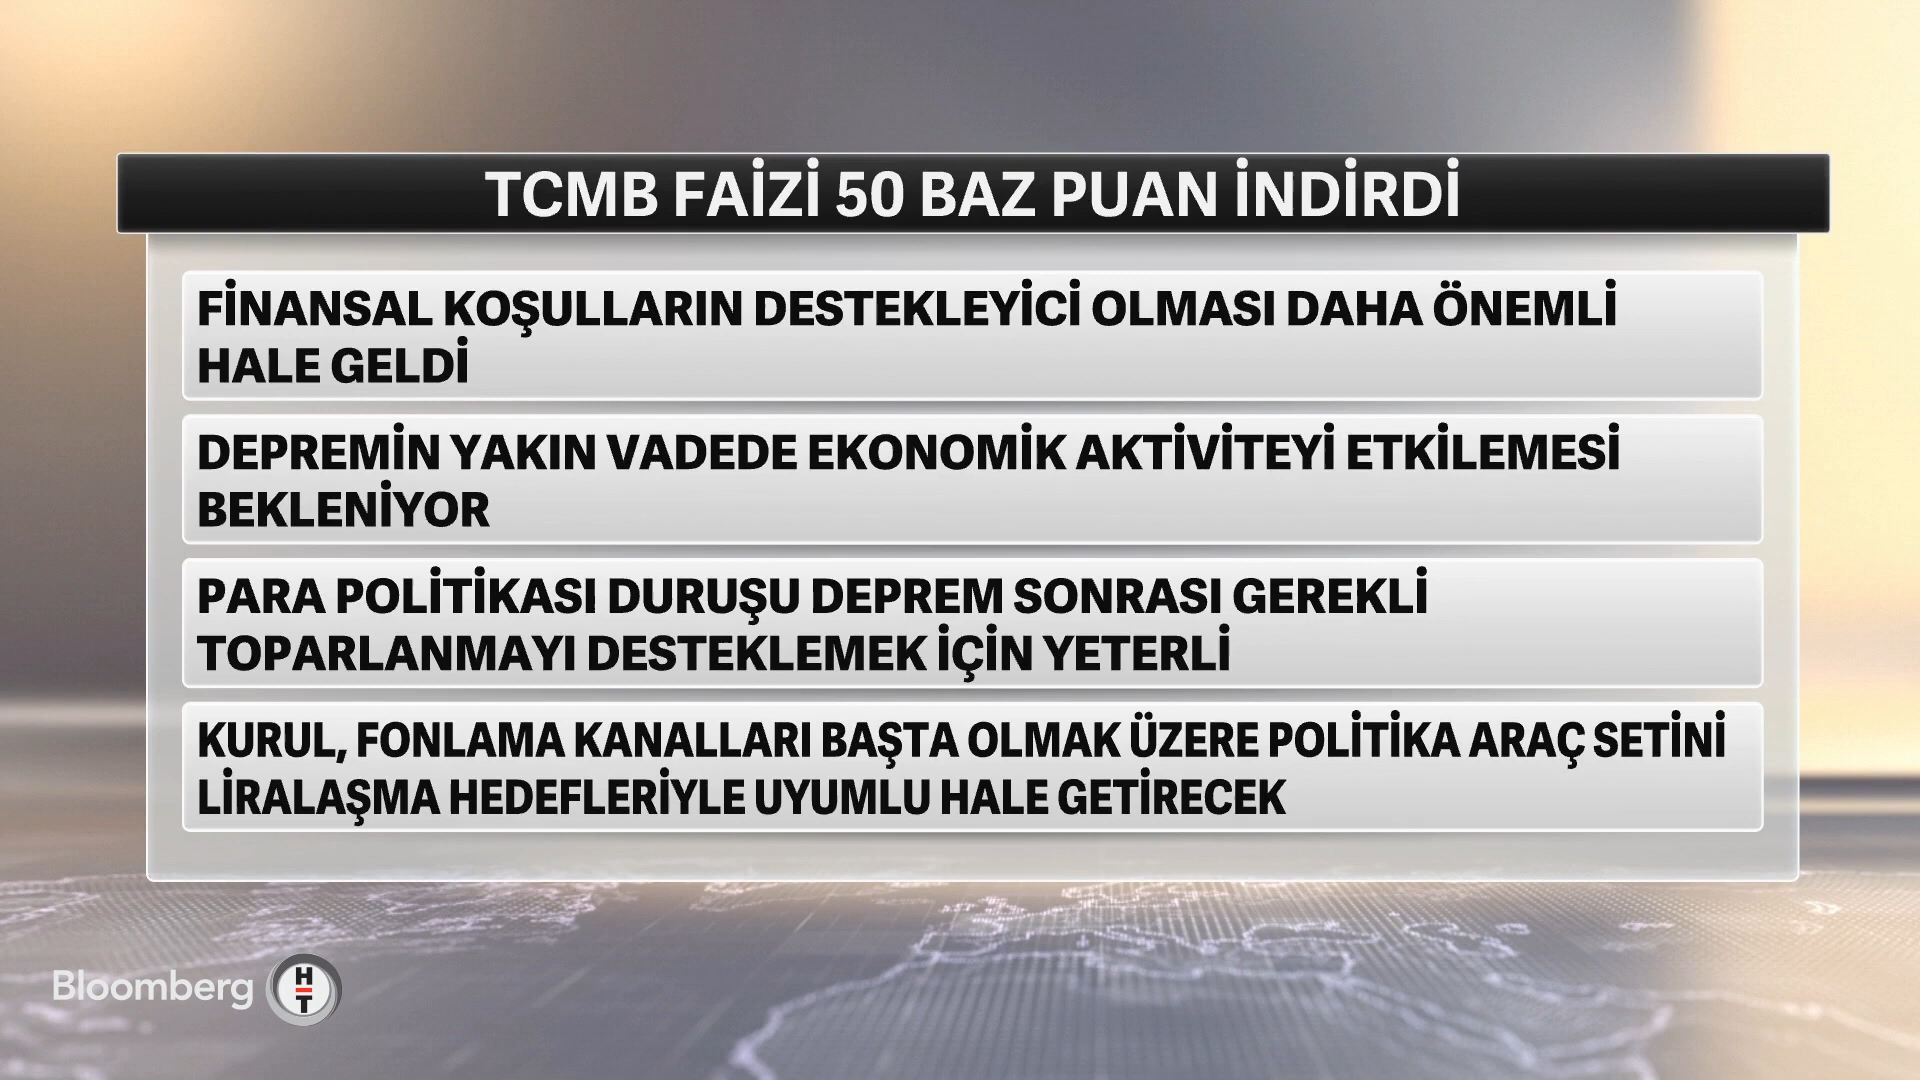 TCMB FAİZİ 50 BAZ PUAN İNDİRDİ
FİNANSAL KOŞULLARIN DESTEKLEYİCİ OLMASI DAHA ÖNEMLİ
HALE GELDİ
DEPREMİN YAKIN VADEDE EKONOMİK AKTİVİTEYİ ETKİLEMESİ
BEKLENİYOR
PARA POLİTİKASI DURUŞU DEPREM SONRASI GEREKLİ
TOPARLANMAYI DESTEKLEMEK İÇİN YETERLİ
KURUL, FONLAMA KANALLARI BAŞTA OLMAK ÜZERE POLİTİKA ARAÇ SETİNİ
LİRALAŞMA HEDEFLERİYLE UYUMLU HALE GETİRECEK
Bloomberg HT